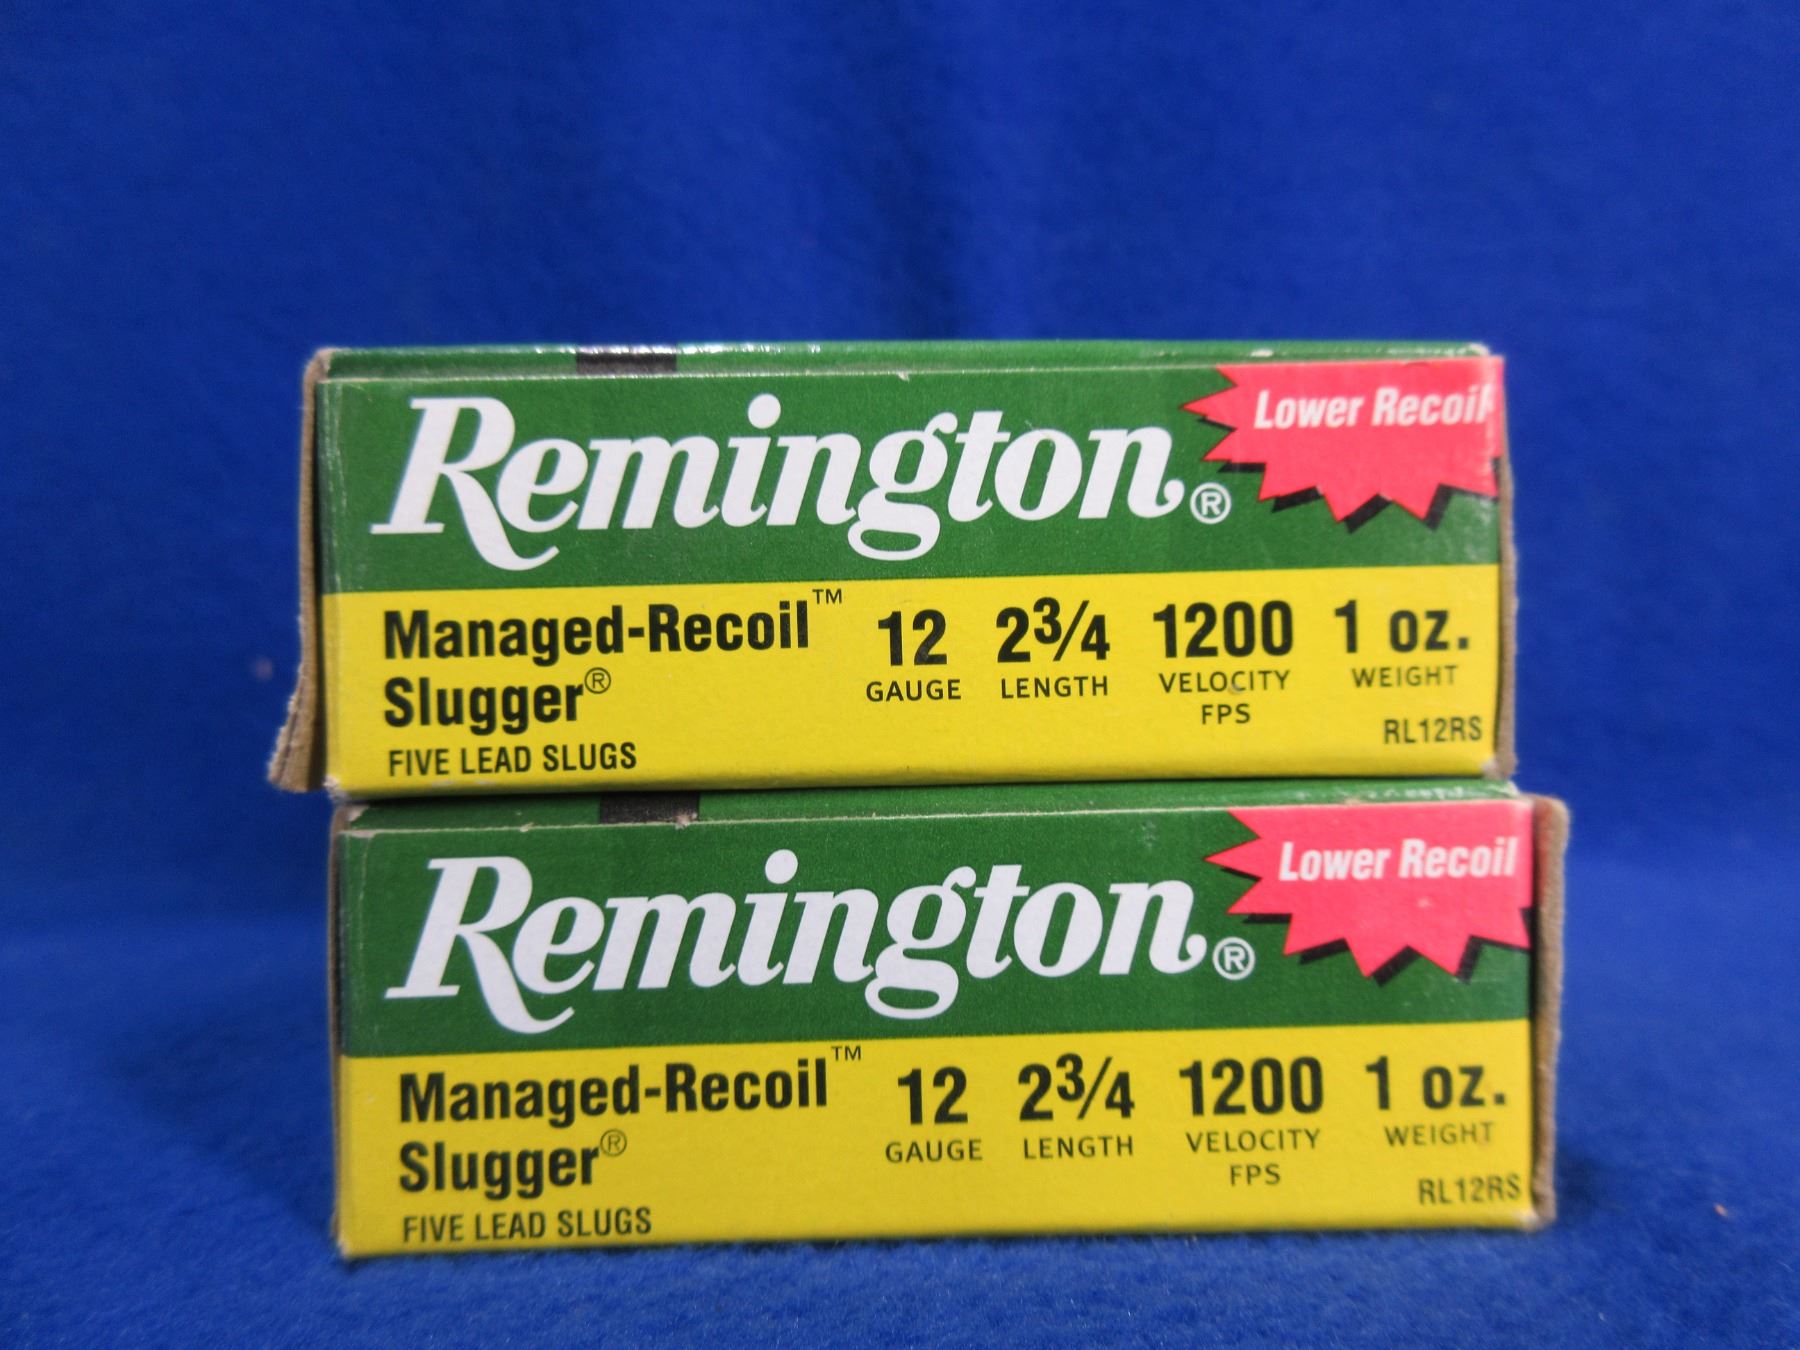 Remington® Lower Recoil
Managed-Recoil™ 12 2¾ 1200 1 oz.
Slugger® GAUGE LENGTH VELOCITY WEIGHT
FPS
FIVE LEAD SLUGS RL12RS
Remington® Lower Recoil
Managed-Recoil™ 12 2¾ 1200 1 oz.
Slugger® GAUGE LENGTH VELOCITY WEIGHT
FPS
FIVE LEAD SLUGS RL12RS